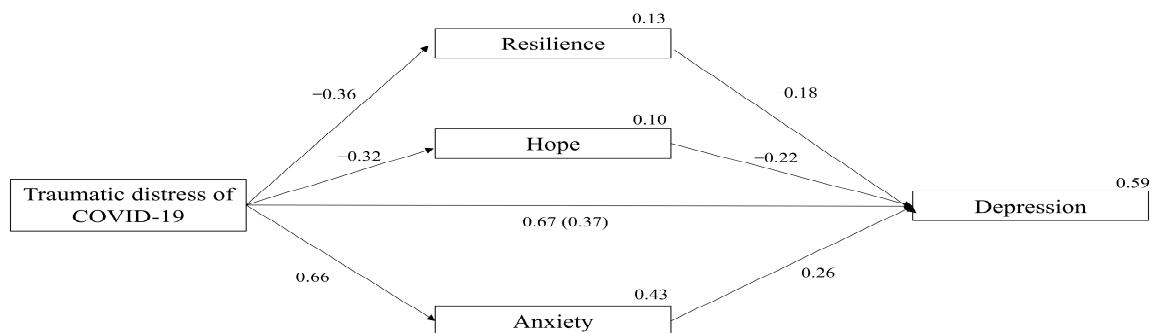 0.13
Resilience
−0.36
0.18
0.10
Hope
−0.32
−0.22
Traumatic distress of
COVID-19
0.59
Depression
0.67 (0.37)
0.66
0.26
0.43
Anxiety